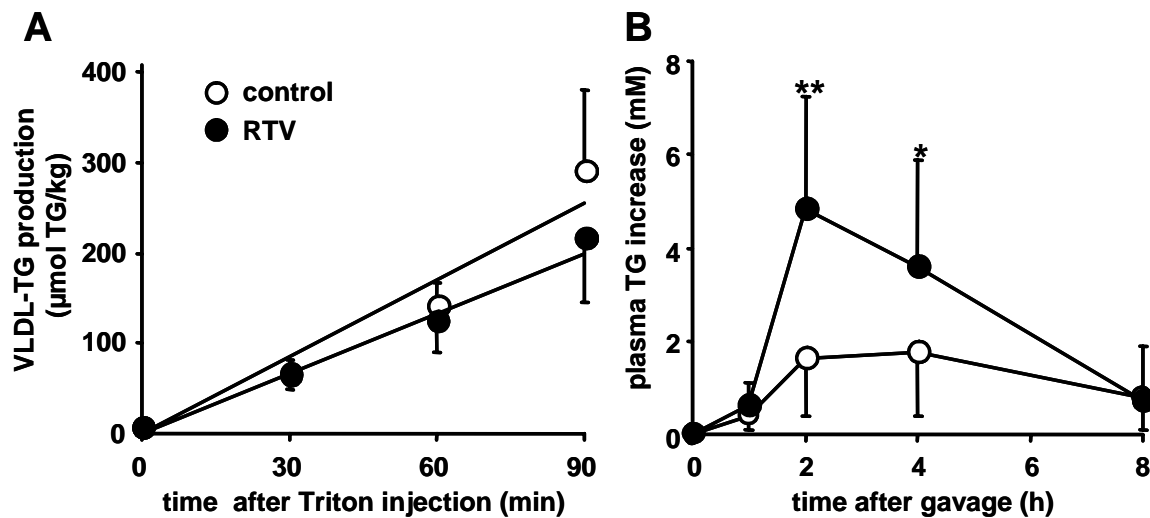 A
VLDL-TG production
(µmol TG/kg)
400
300
200
100
0
control
RTV
0 30 60 90
time after Triton injection (min)
B
plasma TG increase (mM)
8
6
4
2
0
**
*
0 2 4 8
time after gavage (h)